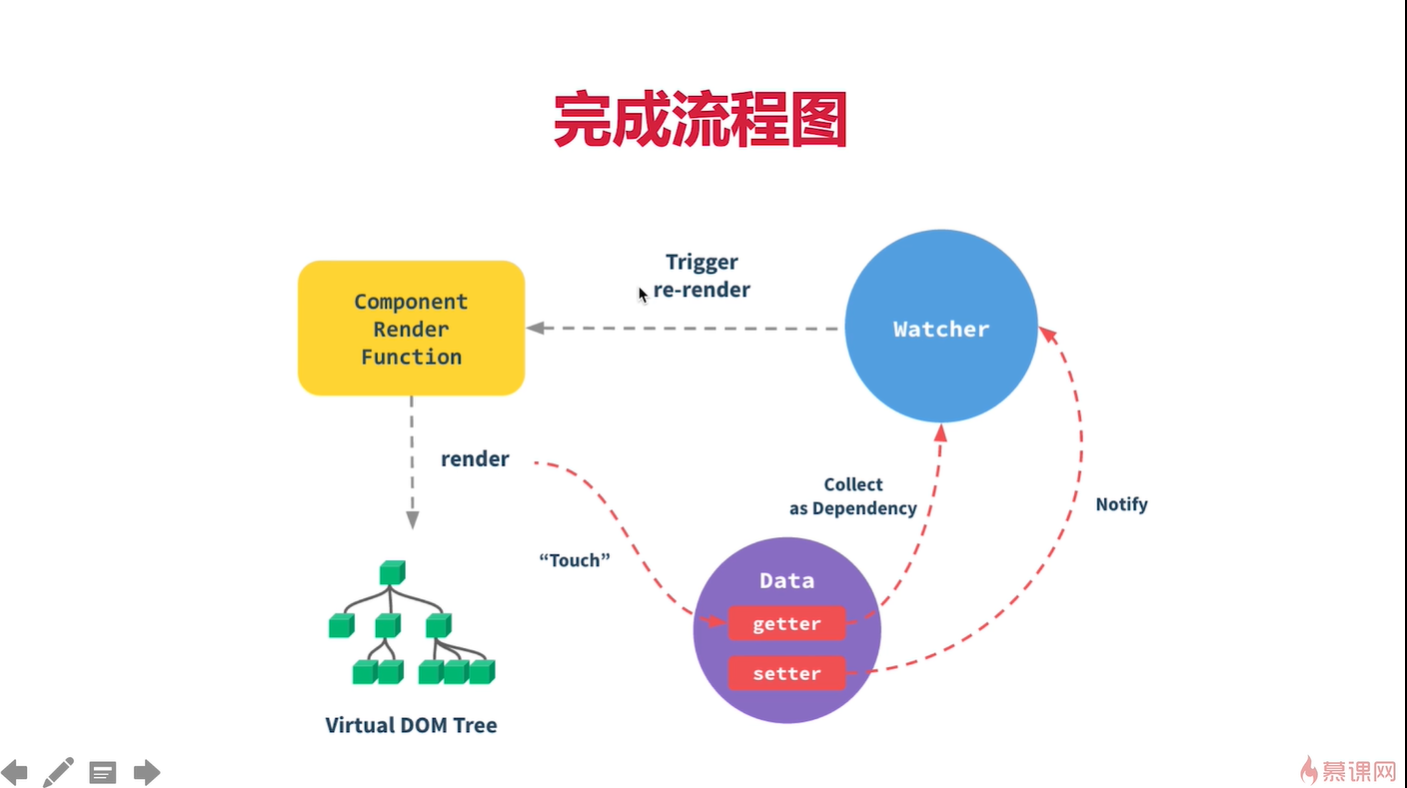 完成流程图
Trigger
re-render
Component
Render
Function
Watcher
render
Collect
as Dependency
Notify
“Touch”
Data
getter
setter
Virtual DOM Tree
慕课网